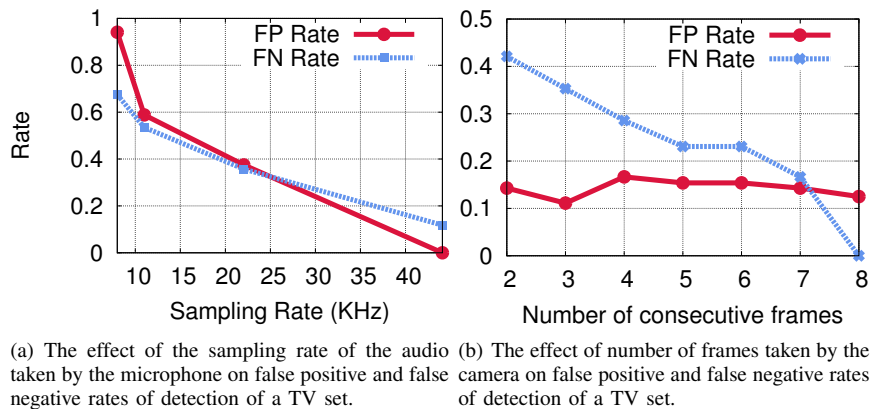 1
0.8
0.6
0.4
0.2
0
Rate
FP Rate
FN Rate
10 15 20 25 30 35 40
Sampling Rate (KHz)
0.5
0.4
0.3
0.2
0.1
0
FP Rate
FN Rate
2 3 4 5 6 7 8
Number of consecutive frames
(a) The effect of the sampling rate of the audio
taken by the microphone on false positive and false
negative rates of detection of a TV set.
(b) The effect of number of frames taken by the
camera on false positive and false negative rates
of detection of a TV set.